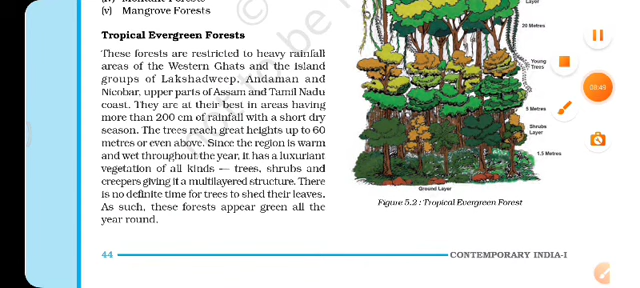 (v) Mangrove Forests
Tropical Evergreen Forests
These forests are restricted to heavy rainfall
areas of the Western Ghats and the island
groups of Lakshadweep, Andaman and
Nicobar, upper parts of Assam and Tamil Nadu
coast. They are at their best in areas having
more than 200 cm of rainfall with a short dry
season. The trees reach great heights up to 60
metres or even above. Since the region is warm
and wet throughout the year, it has a luxuriant
vegetation of all kinds — trees, shrubs and
creepers giving it a multilayered structure. There
is no definite time for trees to shed their leaves.
As such, these forests appear green all the
year round.
Layer
20 Metres
Young
Trees
5 Metres
Shrubs
Layer
1.5 Metres
Ground Layer
Figure 5.2 : Tropical Evergreen Forest
44
CONTEMPORARY INDIA-I